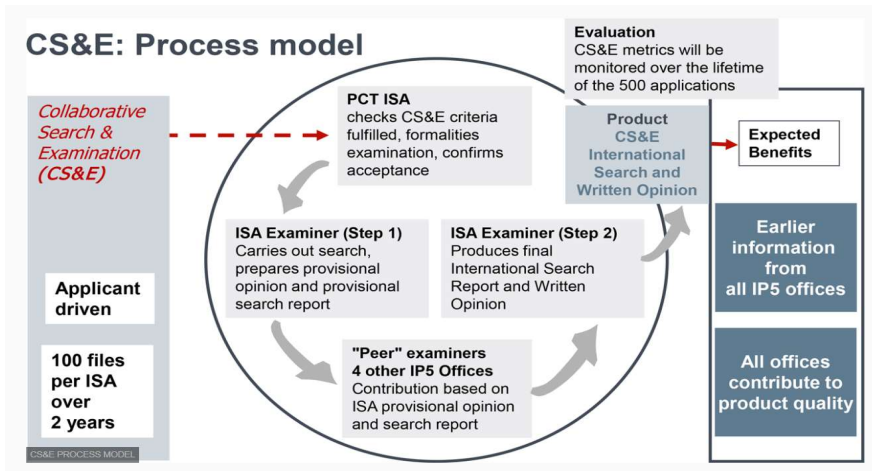 CS&E: Process model
Evaluation
CS&E metrics will be
monitored over the lifetime
of the 500 applications
Collaborative
Search &
Examination
(CS&E)
Applicant
driven
100 files
per ISA
over
2 years
CS&E PROCESS MODEL
PCT ISA
checks CS&E criteria
fulfilled, formalities
examination, confirms
acceptance
ISA Examiner (Step 1)
Carries out search,
prepares provisional
opinion and provisional
search report
"Peer" examiners
4 other IP5 Offices
Contribution based on
ISA provisional opinion
and search report
ISA Examiner (Step 2)
Produces final
International Search
Report and Written
Opinion
Product
CS&E
International
Search and
Written Opinion
Expected
Benefits
Earlier
information
from
all IP5 offices
All offices
contribute to
product quality